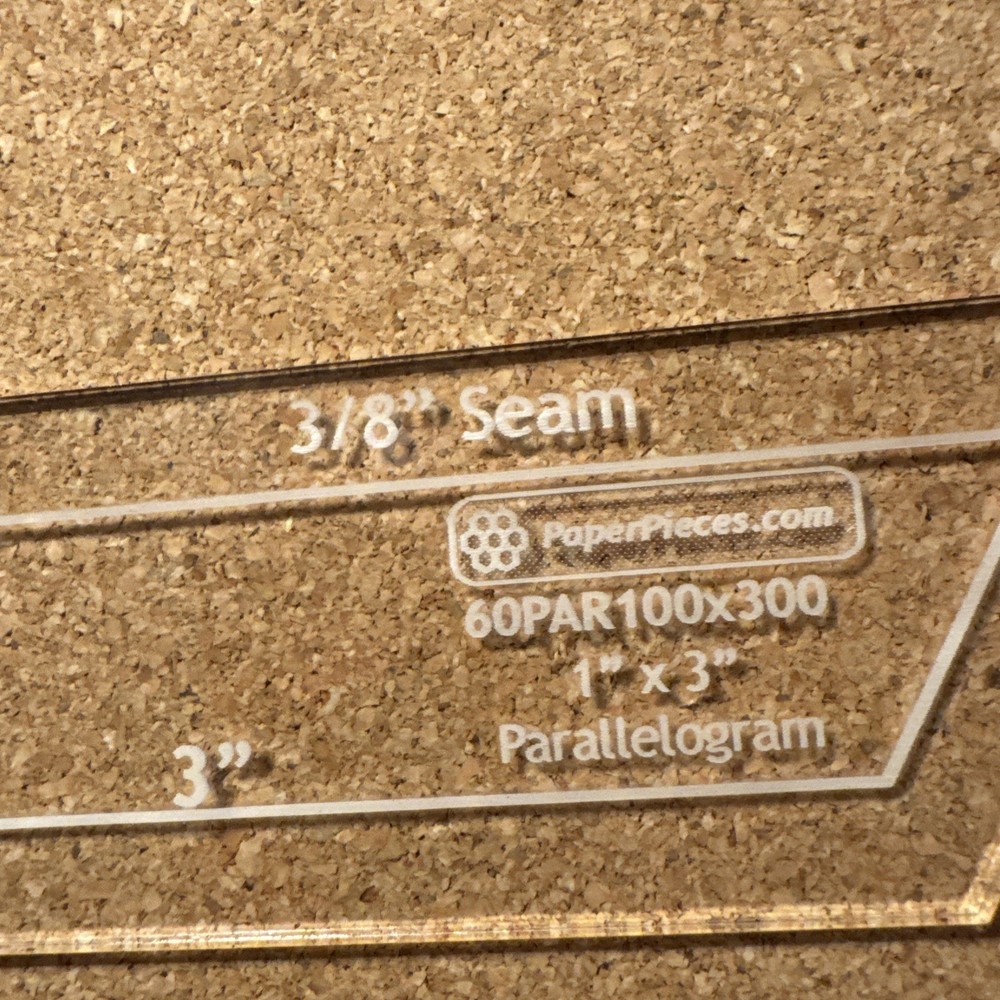 3/8” Seam
PaperPieces.com
60PAR100x300
1” x 3”
Parallelogram
3”